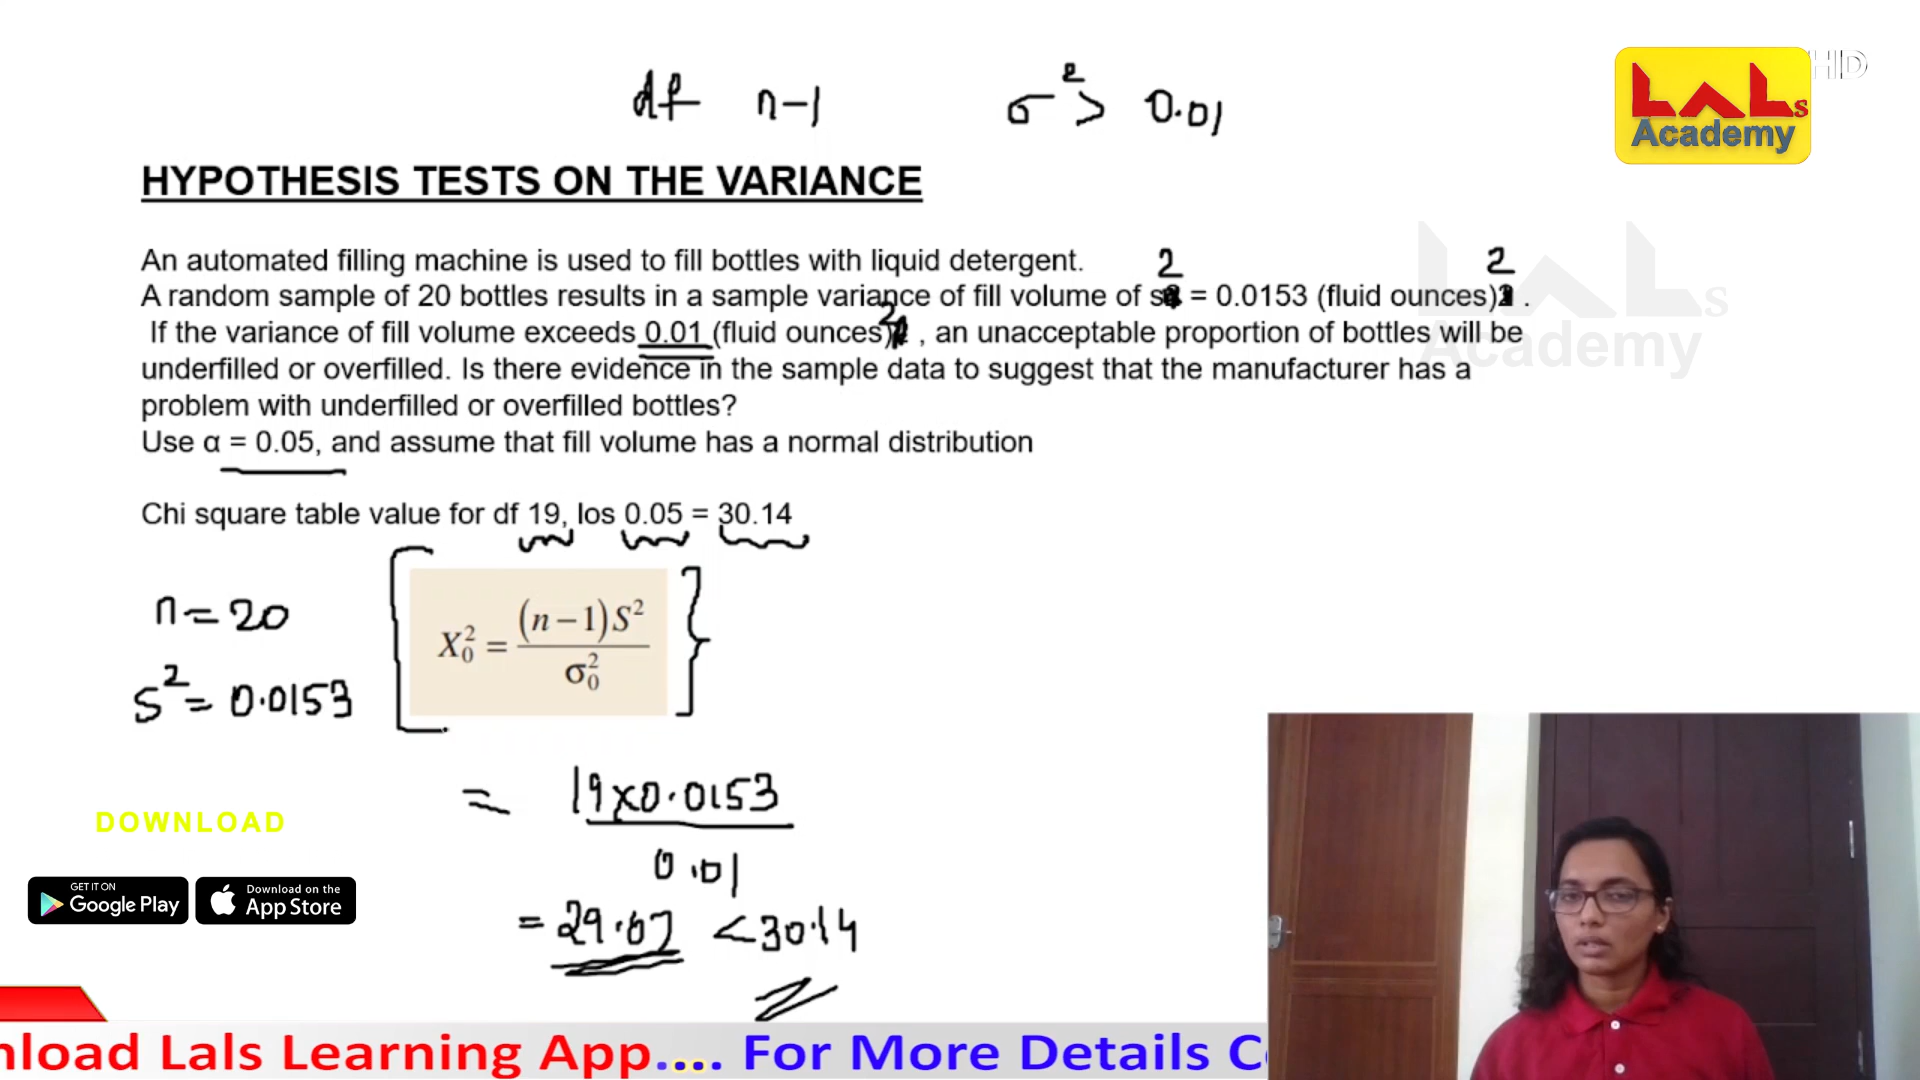 df n-1 σ² > 0.01
HD
LALs
Academy
HYPOTHESIS TESTS ON THE VARIANCE
An automated filling machine is used to fill bottles with liquid detergent.
A random sample of 20 bottles results in a sample variance of fill volume of s2 = 0.0153 (fluid ounces)2 .
If the variance of fill volume exceeds 0.01 (fluid ounces)2 , an unacceptable proportion of bottles will be
underfilled or overfilled. Is there evidence in the sample data to suggest that the manufacturer has a
problem with underfilled or overfilled bottles?
Use α = 0.05, and assume that fill volume has a normal distribution
LALs
Academy
Chi square table value for df 19, los 0.05 = 30.14
n = 20
S² = 0.0153
X₀² = (n – 1)S² / σ₀²
= 19×0.0153
0.01
= 29.07 < 30.14
DOWNLOAD
GET IT ON
Google Play
Download on the
App Store
nload Lals Learning App.... For More Details C